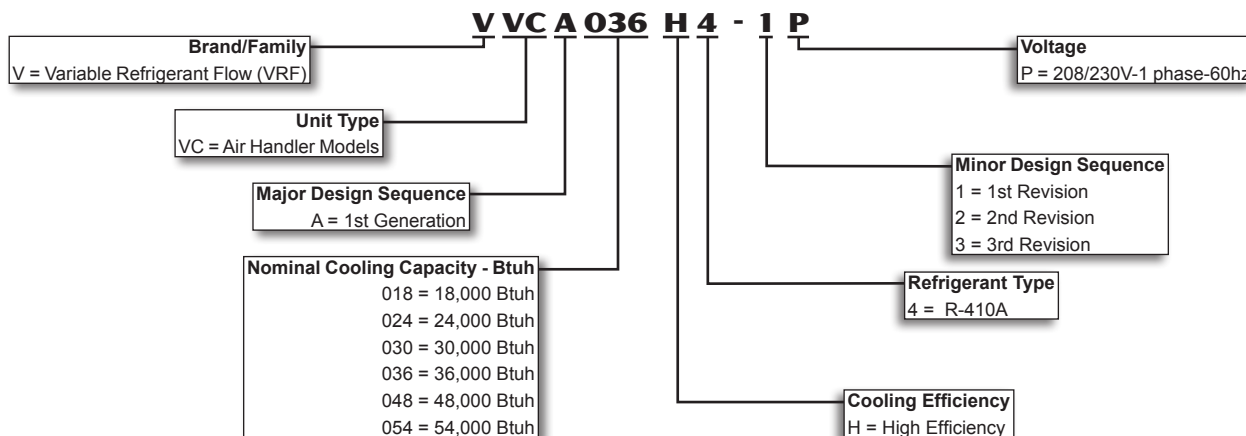 V VC A 036 H 4 - 1 P
Brand/Family
V = Variable Refrigerant Flow (VRF)
Unit Type
VC = Air Handler Models
Major Design Sequence
A = 1st Generation
Nominal Cooling Capacity - Btuh
018 = 18,000 Btuh
024 = 24,000 Btuh
030 = 30,000 Btuh
036 = 36,000 Btuh
048 = 48,000 Btuh
054 = 54,000 Btuh
Voltage
P = 208/230V-1 phase-60hz
Minor Design Sequence
1 = 1st Revision
2 = 2nd Revision
3 = 3rd Revision
Refrigerant Type
4 = R-410A
Cooling Efficiency
H = High Efficiency